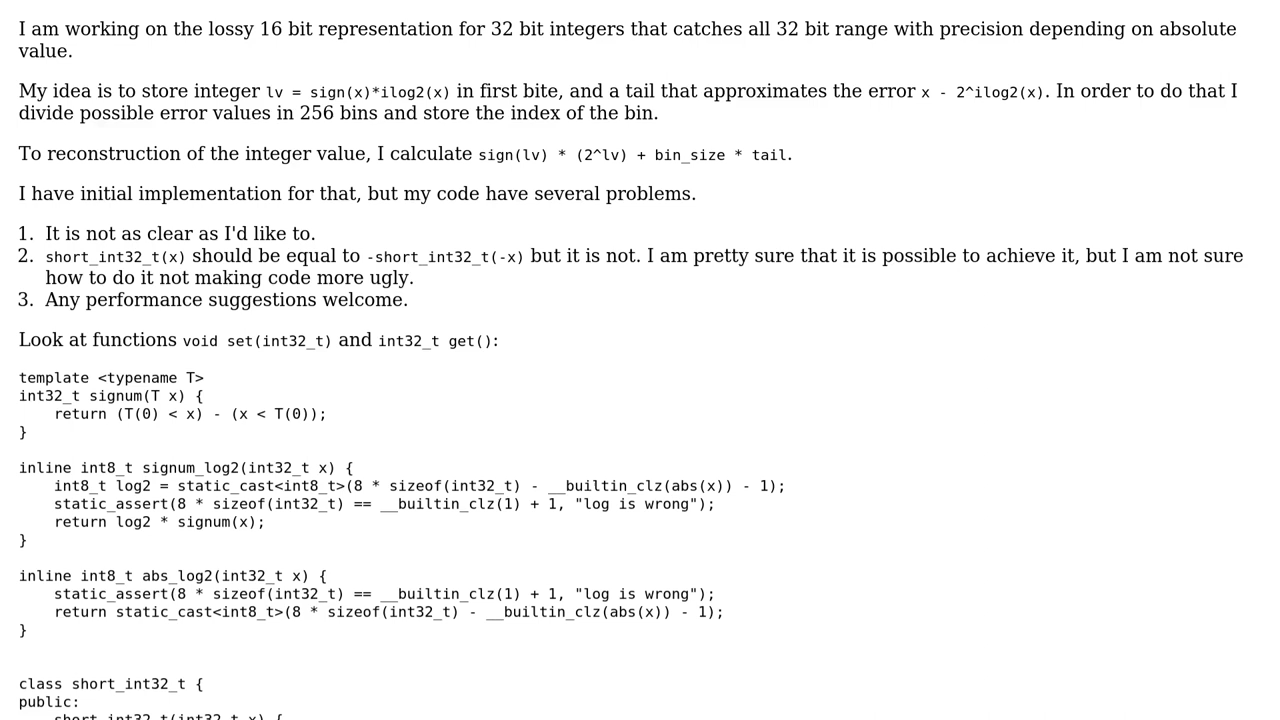 I am working on the lossy 16 bit representation for 32 bit integers that catches all 32 bit range with precision depending on absolute
value.
My idea is to store integer lv = sign(x)*ilog2(x) in first bite, and a tail that approximates the error x - 2^ilog2(x). In order to do that I
divide possible error values in 256 bins and store the index of the bin.
To reconstruction of the integer value, I calculate sign(lv) * (2^lv) + bin_size * tail.
I have initial implementation for that, but my code have several problems.
1. It is not as clear as I'd like to.
2. short_int32_t(x) should be equal to -short_int32_t(-x) but it is not. I am pretty sure that it is possible to achieve it, but I am not sure
how to do it not making code more ugly.
3. Any performance suggestions welcome.
Look at functions void set(int32_t) and int32_t get():
template <typename T>
int32_t signum(T x) {
    return (T(0) < x) - (x < T(0));
}
inline int8_t signum_log2(int32_t x) {
    int8_t log2 = static_cast<int8_t>(8 * sizeof(int32_t) - __builtin_clz(abs(x)) - 1);
    static_assert(8 * sizeof(int32_t) == __builtin_clz(1) + 1, "log is wrong");
    return log2 * signum(x);
}
inline int8_t abs_log2(int32_t x) {
    static_assert(8 * sizeof(int32_t) == __builtin_clz(1) + 1, "log is wrong");
    return static_cast<int8_t>(8 * sizeof(int32_t) - __builtin_clz(abs(x)) - 1);
}
class short_int32_t {
public:
    short_int32_t(int32_t x) {